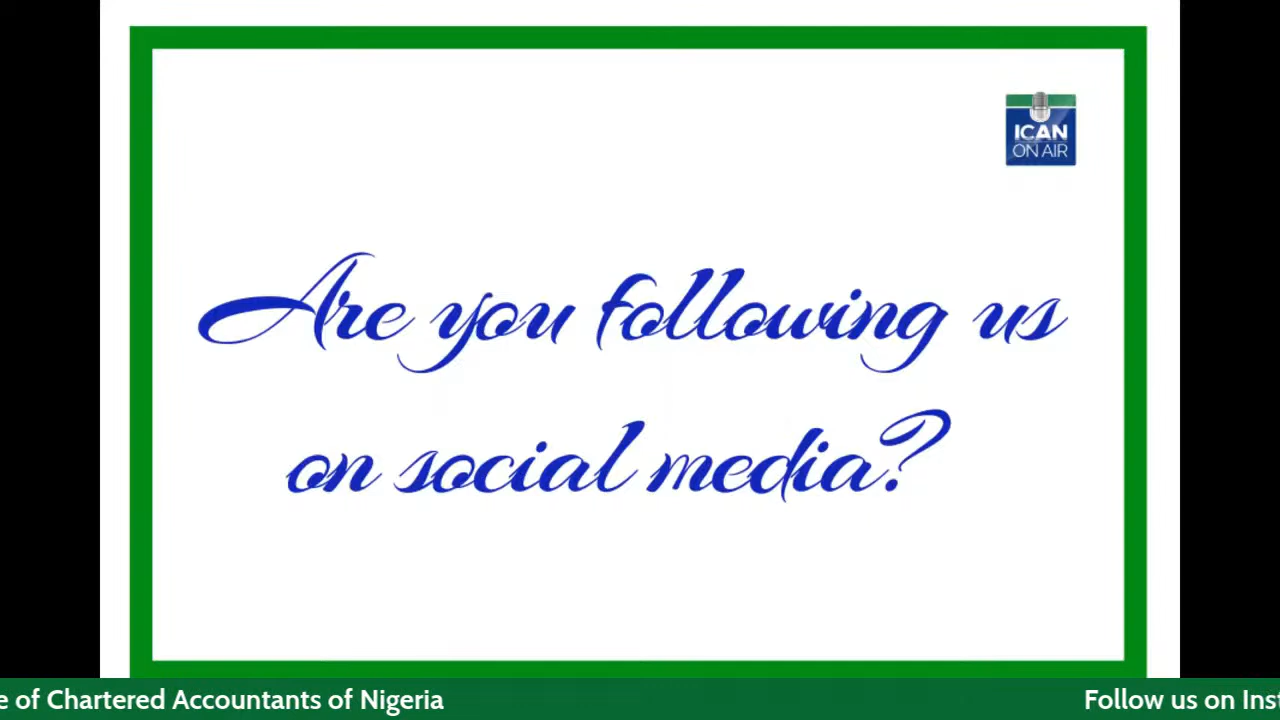 ICAN
ON AIR
Are you following us
on social media?
e of Chartered Accountants of Nigeria
Follow us on Inst